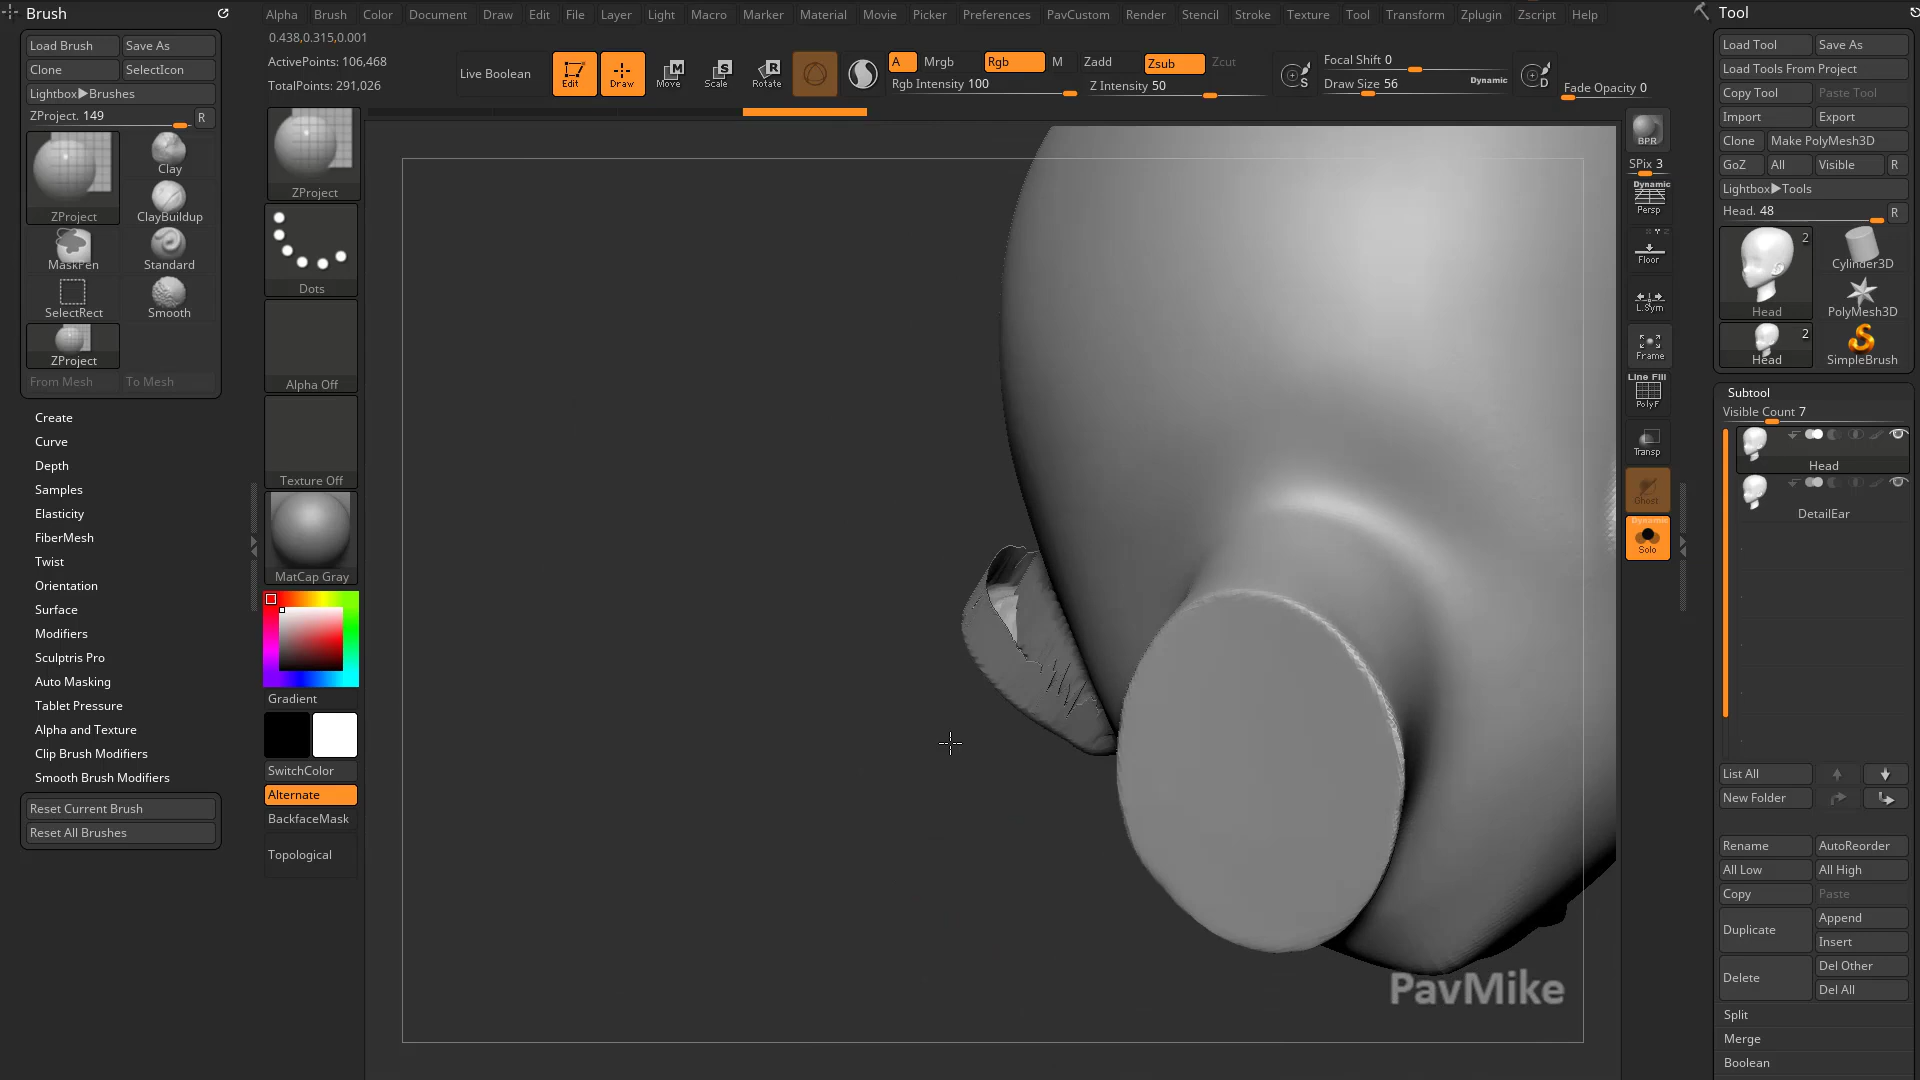 Brush
Load Brush
Save As
Clone
SelectIcon
Lightbox▶Brushes
ZProject. 149
R
ZProject
Clay
ClayBuildup
MaskPen
Standard
SelectRect
Smooth
ZProject
From Mesh
To Mesh
Create
Curve
Depth
Samples
Elasticity
FiberMesh
Twist
Orientation
Surface
Modifiers
Sculptris Pro
Auto Masking
Tablet Pressure
Alpha and Texture
Clip Brush Modifiers
Smooth Brush Modifiers
Reset Current Brush
Reset All Brushes
Alpha Brush Color Document Draw Edit File Layer Light Macro Marker Material Movie Picker Preferences PavCustom Render Stencil Stroke Texture Tool Transform Zplugin Zscript Help
0.438,0.315,0.001
ActivePoints: 106,468
TotalPoints: 291,026
Live Boolean
Edit
Draw
M
Move
S
Scale
R
Rotate
A
Mrgb
Rgb
M
Zadd
Zsub
Zcut
Rgb Intensity 100
Z Intensity 50
S
Focal Shift 0
Draw Size 56
Dynamic
D
Fade Opacity 0
ZProject
Dots
Alpha Off
Texture Off
MatCap Gray
Gradient
SwitchColor
Alternate
BackfaceMask
Topological
PavMike
BPR
SPix 3
Dynamic
Persp
Floor
L.Sym
Frame
Line Fill
PolyF
Transp
Ghost
Dynamic
Solo
Tool
Load Tool
Save As
Load Tools From Project
Copy Tool
Paste Tool
Import
Export
Clone
Make PolyMesh3D
GoZ
All
Visible
R
Lightbox▶Tools
Head. 48
R
2
Head
Cylinder3D
PolyMesh3D
2
Head
SimpleBrush
Subtool
Visible Count 7
Head
DetailEar
List All
New Folder
Rename
AutoReorder
All Low
All High
Copy
Paste
Duplicate
Append
Insert
Delete
Del Other
Del All
Split
Merge
Boolean